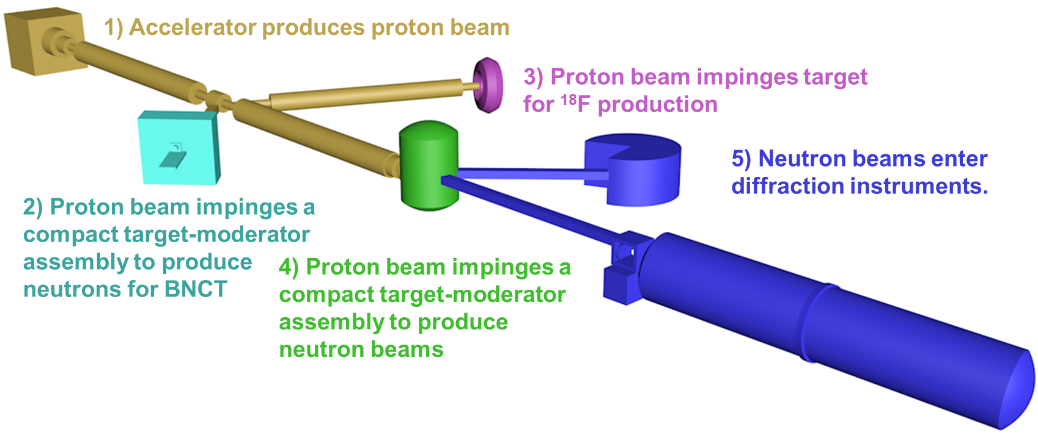 1) Accelerator produces proton beam
3) Proton beam impinges target
for ¹⁸F production
5) Neutron beams enter
diffraction instruments.
2) Proton beam impinges a
compact target-moderator
assembly to produce
neutrons for BNCT
4) Proton beam impinges a
compact target-moderator
assembly to produce
neutron beams